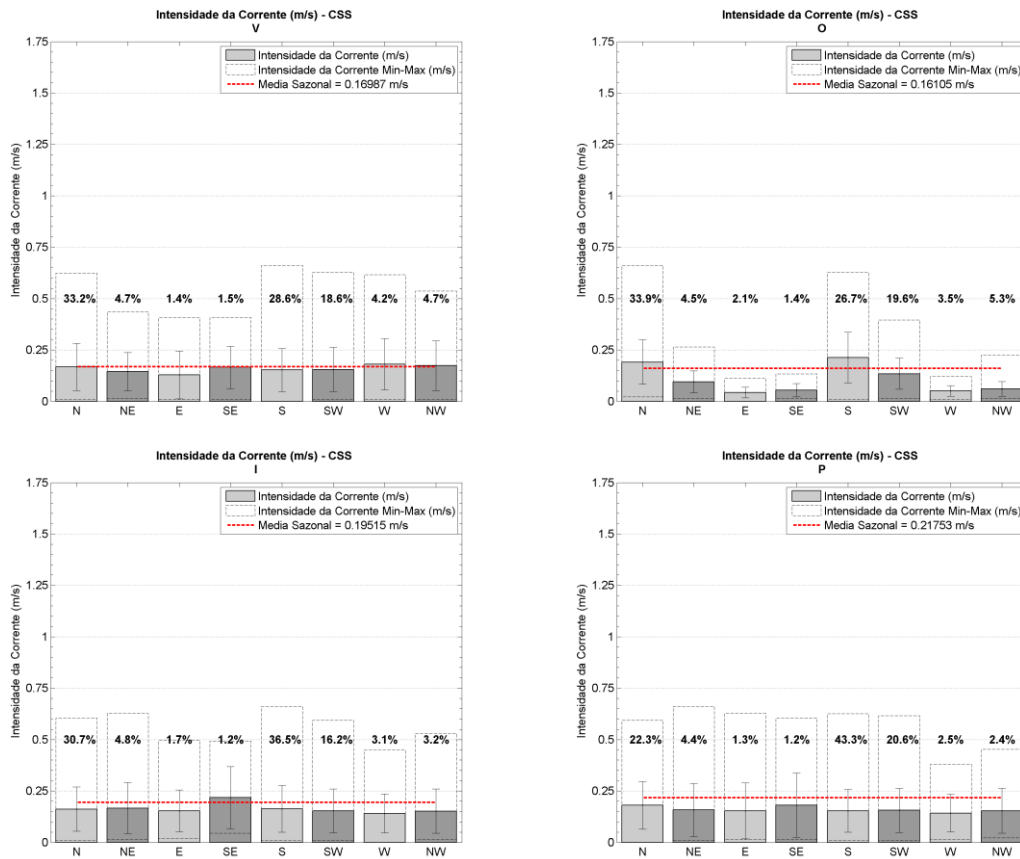 Intensidade da Corrente (m/s) - CSS
V
Intensidade da Corrente (m/s)
1.75
1.5
1.25
1
0.75
0.5
0.25
0
Intensidade da Corrente (m/s)
Intensidade da Corrente Min-Max (m/s)
Media Sazonal = 0.16987 m/s
33.2% 4.7% 1.4% 1.5% 28.6% 18.6% 4.2% 4.7%
N NE E SE S SW W NW
Intensidade da Corrente (m/s) - CSS
O
Intensidade da Corrente (m/s)
1.75
1.5
1.25
1
0.75
0.5
0.25
0
Intensidade da Corrente (m/s)
Intensidade da Corrente Min-Max (m/s)
Media Sazonal = 0.16105 m/s
33.9% 4.5% 2.1% 1.4% 26.7% 19.6% 3.5% 5.3%
N NE E SE S SW W NW
Intensidade da Corrente (m/s) - CSS
I
Intensidade da Corrente (m/s)
1.75
1.5
1.25
1
0.75
0.5
0.25
0
Intensidade da Corrente (m/s)
Intensidade da Corrente Min-Max (m/s)
Media Sazonal = 0.19515 m/s
30.7% 4.8% 1.7% 1.2% 36.5% 16.2% 3.1% 3.2%
N NE E SE S SW W NW
Intensidade da Corrente (m/s) - CSS
P
Intensidade da Corrente (m/s)
1.75
1.5
1.25
1
0.75
0.5
0.25
0
Intensidade da Corrente (m/s)
Intensidade da Corrente Min-Max (m/s)
Media Sazonal = 0.21753 m/s
22.3% 4.4% 1.3% 1.2% 43.3% 20.6% 2.5% 2.4%
N NE E SE S SW W NW